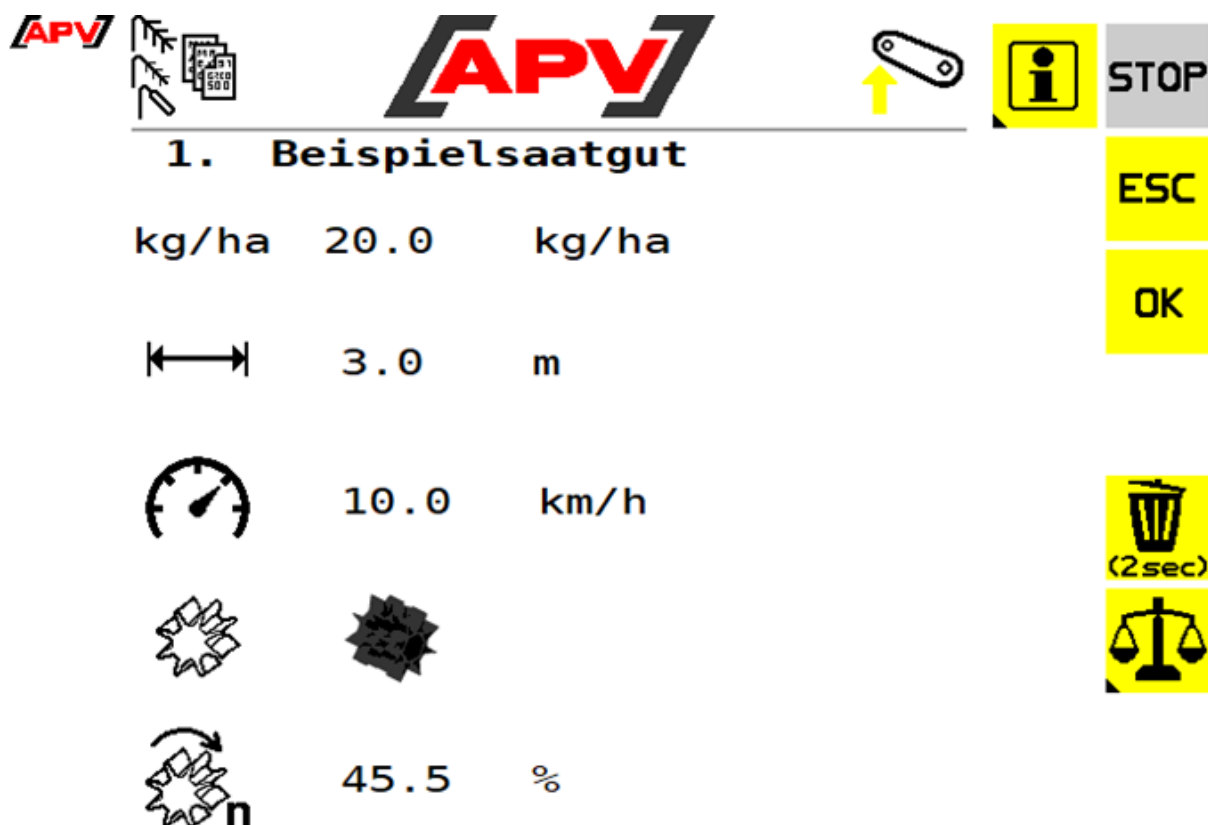 APV
APV
STOP
1. Beispielsaatgut
ESC
kg/ha 20.0 kg/ha
OK
3.0 m
10.0 km/h
(2sec)
45.5 %
n